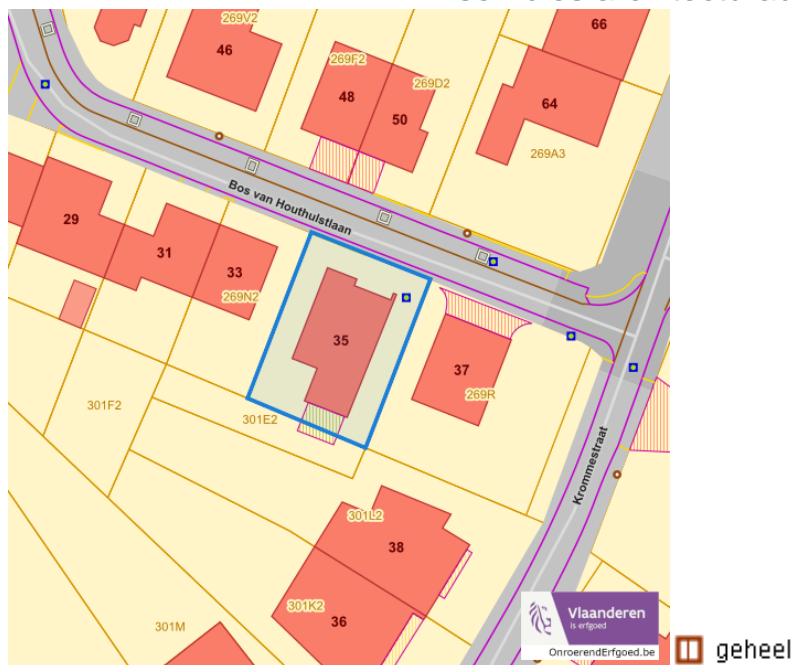 269V2
66
46
269F2
269D2
48
50
64
269A3
Bos van Houthulstlaan
29
31
33
269N2
35
37
269R
301F2
301E2
Krommestraat
301L2
38
301K2
36
301M
Vlaanderen
is erfgoed
OnroerendErfgoed.be
geheel